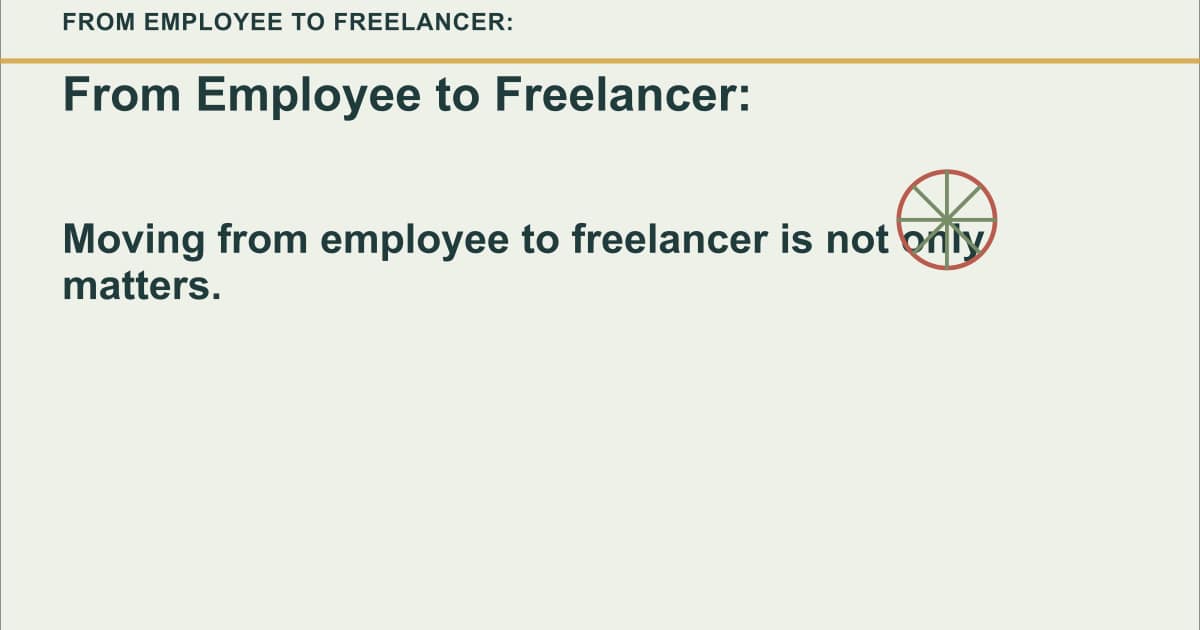 FROM EMPLOYEE TO FREELANCER:
From Employee to Freelancer:
Moving from employee to freelancer is not only
matters.